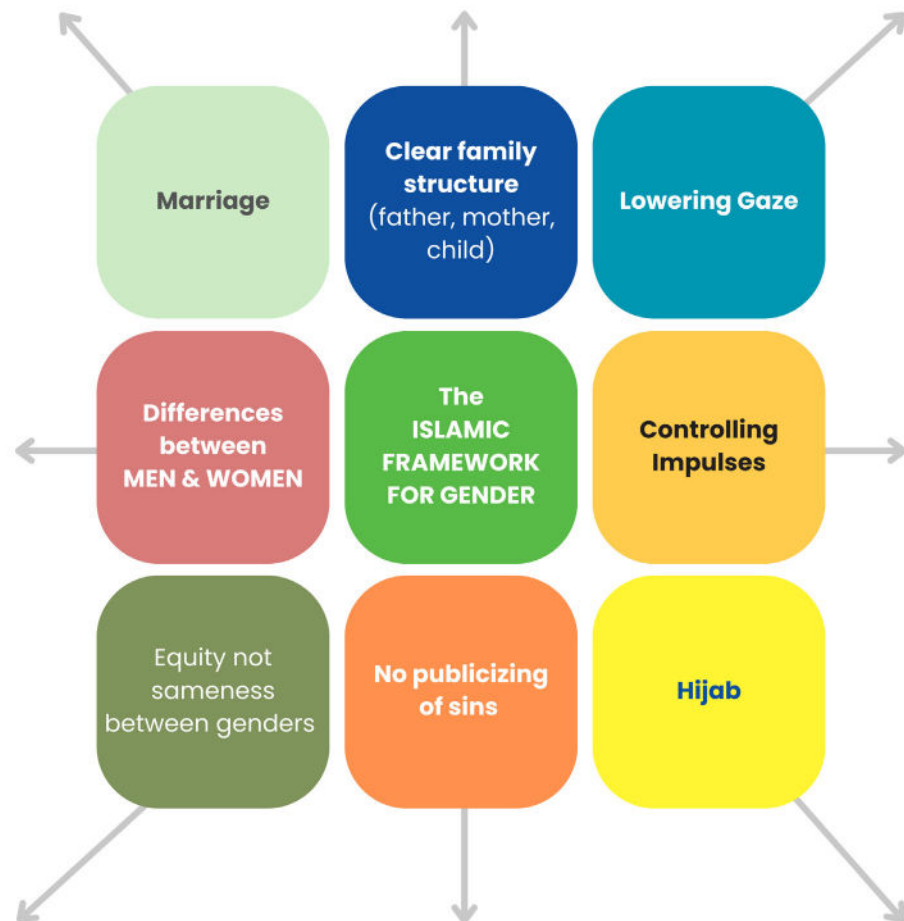 Marriage
Clear family
structure
(father, mother,
child)
Lowering Gaze
Differences
between
MEN & WOMEN
The
ISLAMIC
FRAMEWORK
FOR GENDER
Controlling
Impulses
Equity not
sameness
between genders
No publicizing
of sins
Hijab